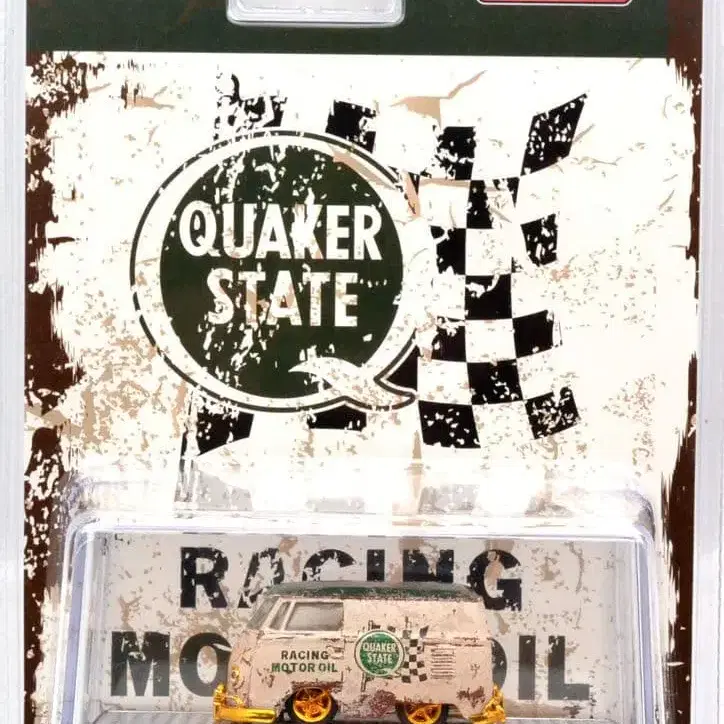 QUAKER
STATE
RACING
MOTOR OIL
RACING
MOTOR OIL
QUAKER
STATE